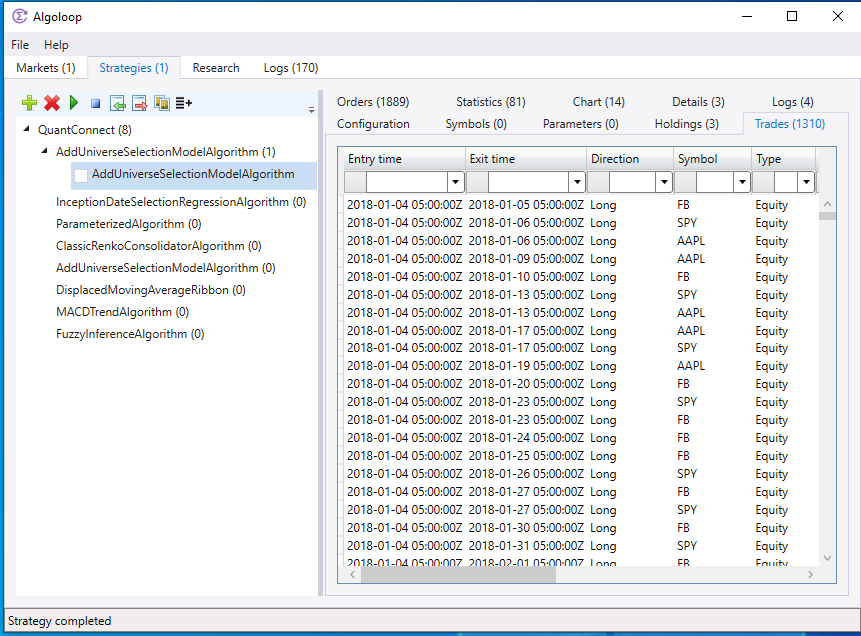 Algoloop
File Help
Markets (1) Strategies (1) Research Logs (170)
QuantConnect (8)
AddUniverseSelectionModelAlgorithm (1)
AddUniverseSelectionModelAlgorithm
InceptionDateSelectionRegressionAlgorithm (0)
ParameterizedAlgorithm (0)
ClassicRenkoConsolidatorAlgorithm (0)
AddUniverseSelectionModelAlgorithm (0)
DisplacedMovingAverageRibbon (0)
MACDTrendAlgorithm (0)
FuzzyInferenceAlgorithm (0)
Orders (1889) Statistics (81) Chart (14) Details (3) Logs (4)
Configuration Symbols (0) Parameters (0) Holdings (3) Trades (1310)
Entry time Exit time Direction Symbol Type
2018-01-04 05:00:00Z 2018-01-05 05:00:00Z Long FB Equity
2018-01-04 05:00:00Z 2018-01-06 05:00:00Z Long SPY Equity
2018-01-04 05:00:00Z 2018-01-06 05:00:00Z Long AAPL Equity
2018-01-04 05:00:00Z 2018-01-09 05:00:00Z Long AAPL Equity
2018-01-04 05:00:00Z 2018-01-10 05:00:00Z Long FB Equity
2018-01-04 05:00:00Z 2018-01-13 05:00:00Z Long SPY Equity
2018-01-04 05:00:00Z 2018-01-13 05:00:00Z Long AAPL Equity
2018-01-04 05:00:00Z 2018-01-17 05:00:00Z Long AAPL Equity
2018-01-04 05:00:00Z 2018-01-17 05:00:00Z Long SPY Equity
2018-01-04 05:00:00Z 2018-01-19 05:00:00Z Long AAPL Equity
2018-01-04 05:00:00Z 2018-01-20 05:00:00Z Long FB Equity
2018-01-04 05:00:00Z 2018-01-23 05:00:00Z Long SPY Equity
2018-01-04 05:00:00Z 2018-01-23 05:00:00Z Long FB Equity
2018-01-04 05:00:00Z 2018-01-24 05:00:00Z Long FB Equity
2018-01-04 05:00:00Z 2018-01-25 05:00:00Z Long FB Equity
2018-01-04 05:00:00Z 2018-01-26 05:00:00Z Long SPY Equity
2018-01-04 05:00:00Z 2018-01-27 05:00:00Z Long FB Equity
2018-01-04 05:00:00Z 2018-01-27 05:00:00Z Long SPY Equity
2018-01-04 05:00:00Z 2018-01-30 05:00:00Z Long FB Equity
2018-01-04 05:00:00Z 2018-01-31 05:00:00Z Long SPY Equity
2018-01-04 05:00:00Z 2018-02-01 05:00:00Z Long FB Equity
Strategy completed